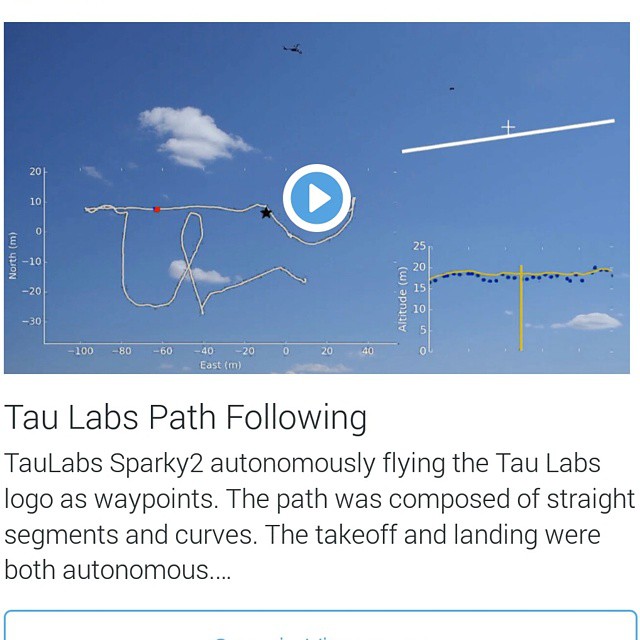 20
10
0
−10
−20
−30
North (m)
−100 −80 −60 −40 −20 0 20 40
East (m)
25
20
15
10
5
0
Altitude (m)
Tau Labs Path Following
TauLabs Sparky2 autonomously flying the Tau Labs
logo as waypoints. The path was composed of straight
segments and curves. The takeoff and landing were
both autonomous.…